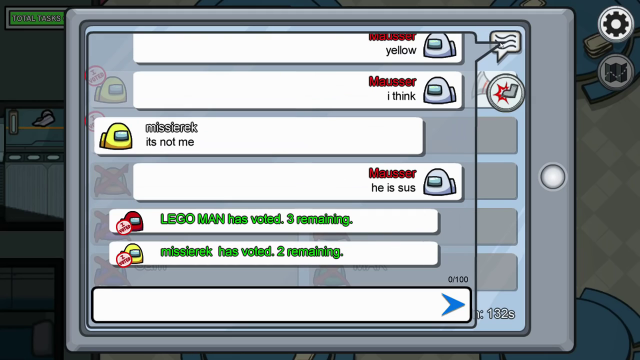 TOTAL TASKS
Mausser
yellow
Mausser
i think
missierek
its not me
Mausser
he is sus
LEGO MAN has voted. 3 remaining.
missierek has voted. 2 remaining.
0/100
132s